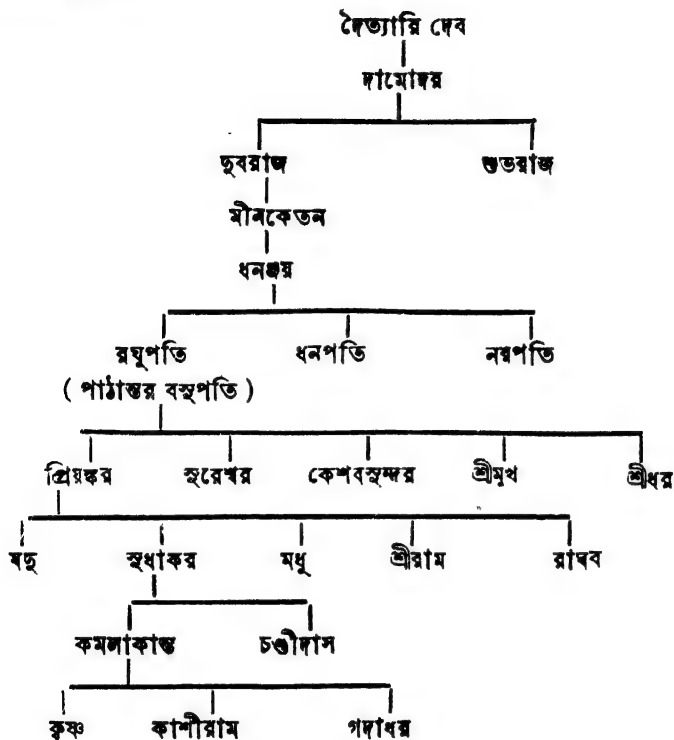 দৈত্যারি দেব
দামোদর
দুবরাজ শুভরাজ
মীনকেতন
ধনঞ্জয়
রঘুপতি ধনপতি নরপতি
( পাঠান্তর বসুপতি )
প্রিয়ঙ্কর সুরেশ্বর কেশবসুন্দর শ্রীমুখ শ্রীধর
যদু সুধাকর মধু শ্রীরাম রাঘব
কমলাকান্ত চণ্ডীদাস
কৃষ্ণ কাশীরাম গদাধর